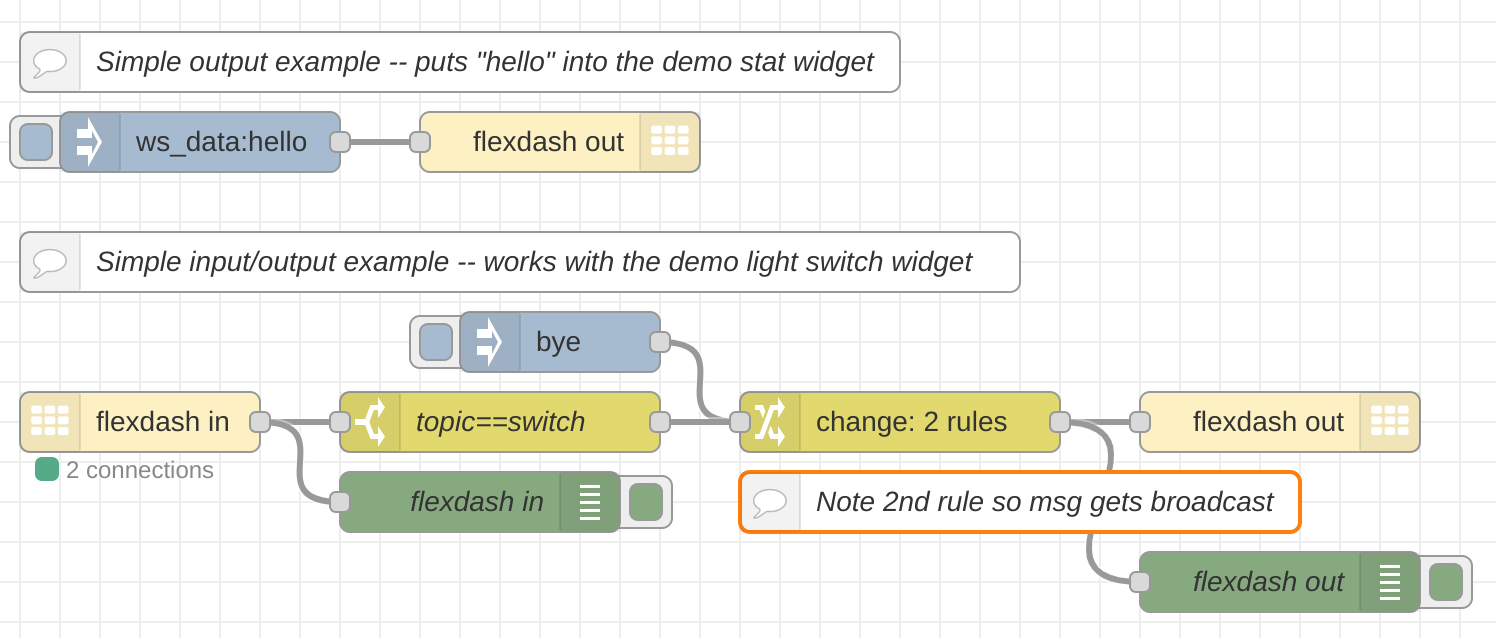 Simple output example -- puts "hello" into the demo stat widget
ws_data:hello
flexdash out
Simple input/output example -- works with the demo light switch widget
bye
flexdash in
topic==switch
change: 2 rules
flexdash out
2 connections
flexdash in
Note 2nd rule so msg gets broadcast
flexdash out